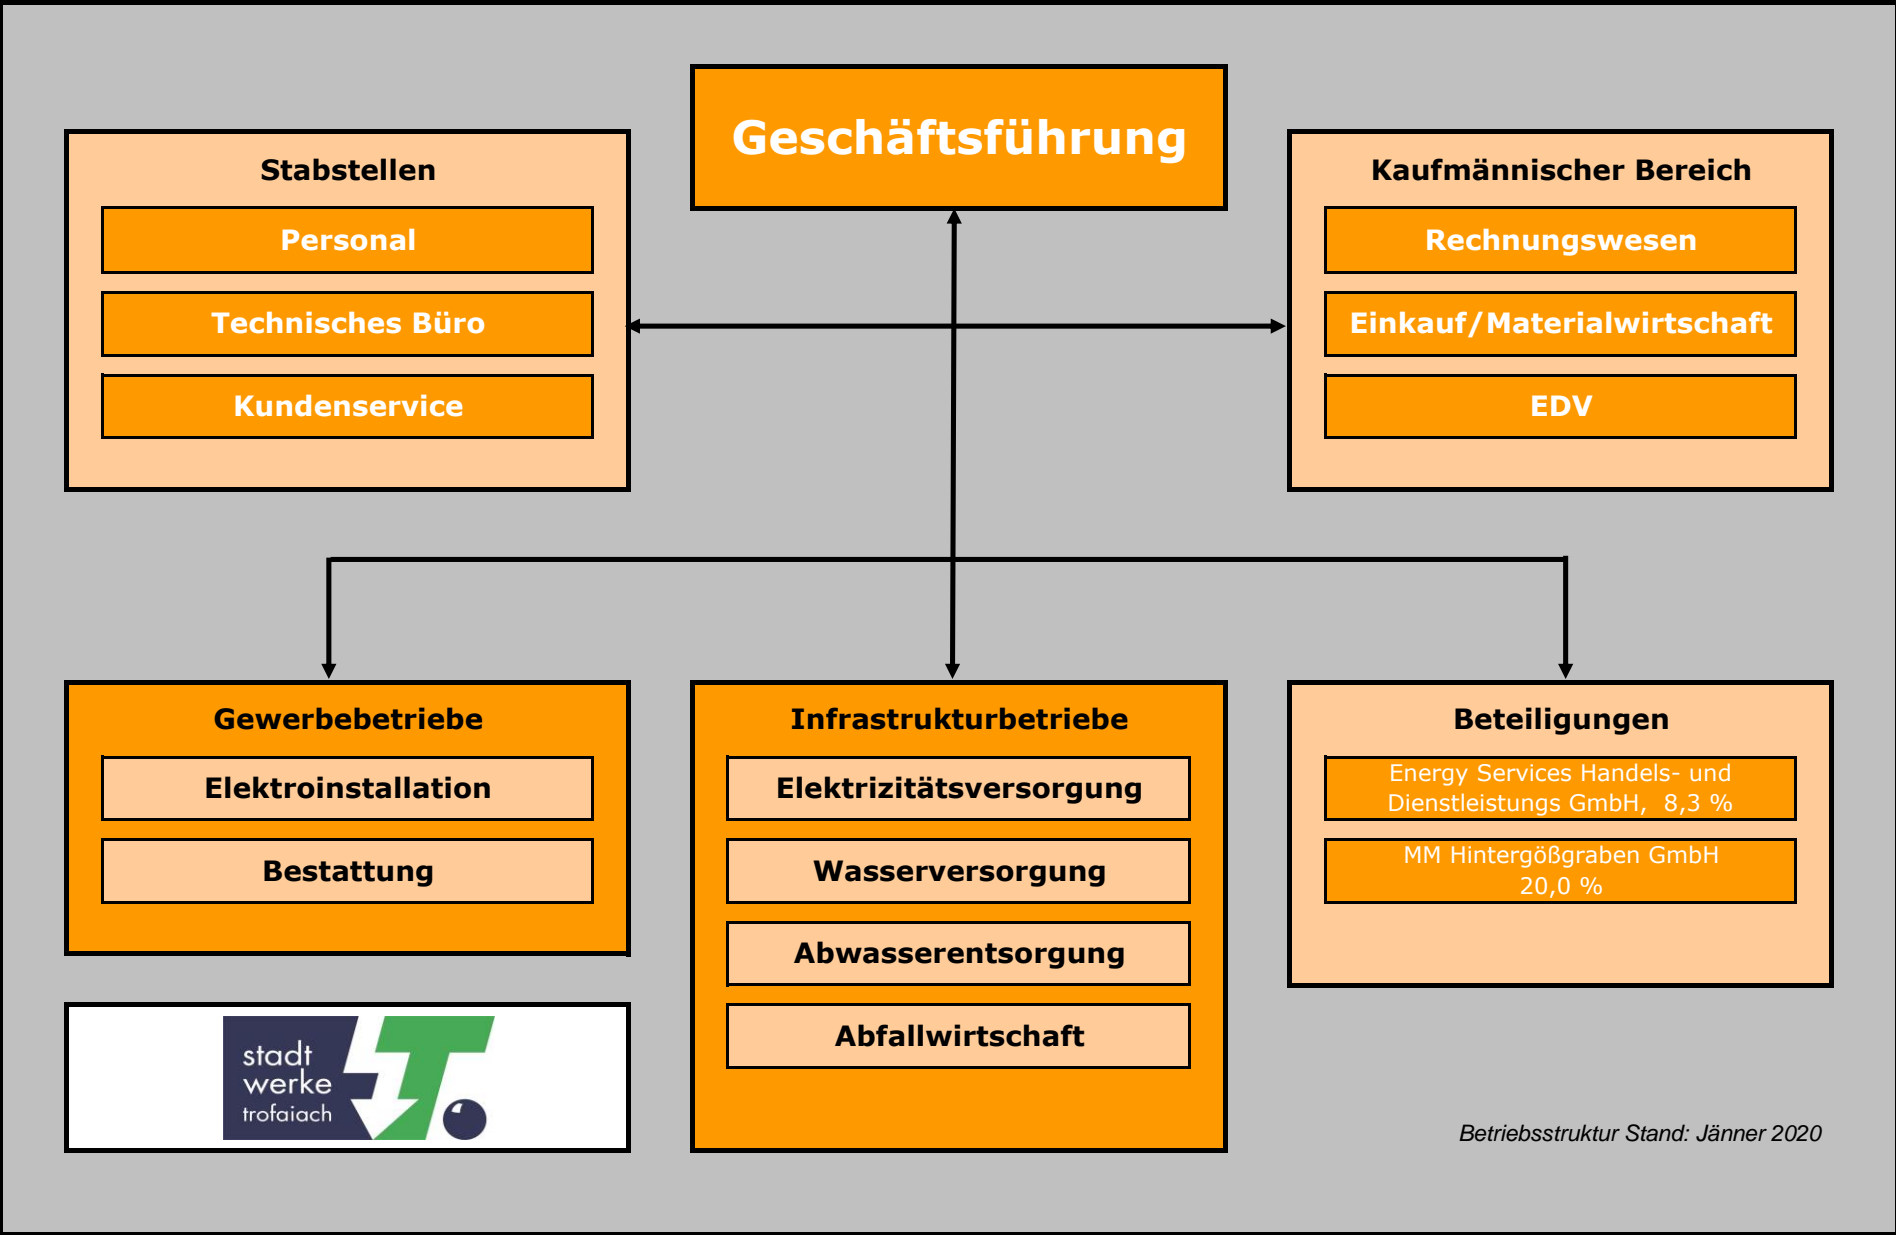 Geschäftsführung
Stabstellen
Personal
Technisches Büro
Kundenservice
Kaufmännischer Bereich
Rechnungswesen
Einkauf/Materialwirtschaft
EDV
Gewerbebetriebe
Elektroinstallation
Bestattung
Infrastrukturbetriebe
Elektrizitätsversorgung
Wasserversorgung
Abwasserentsorgung
Abfallwirtschaft
Beteiligungen
Energy Services Handels- und
Dienstleistungs GmbH, 8,3 %
MM Hintergößgraben GmbH
20,0 %
stadt
werke
trofaiach
T.
Betriebsstruktur Stand: Jänner 2020